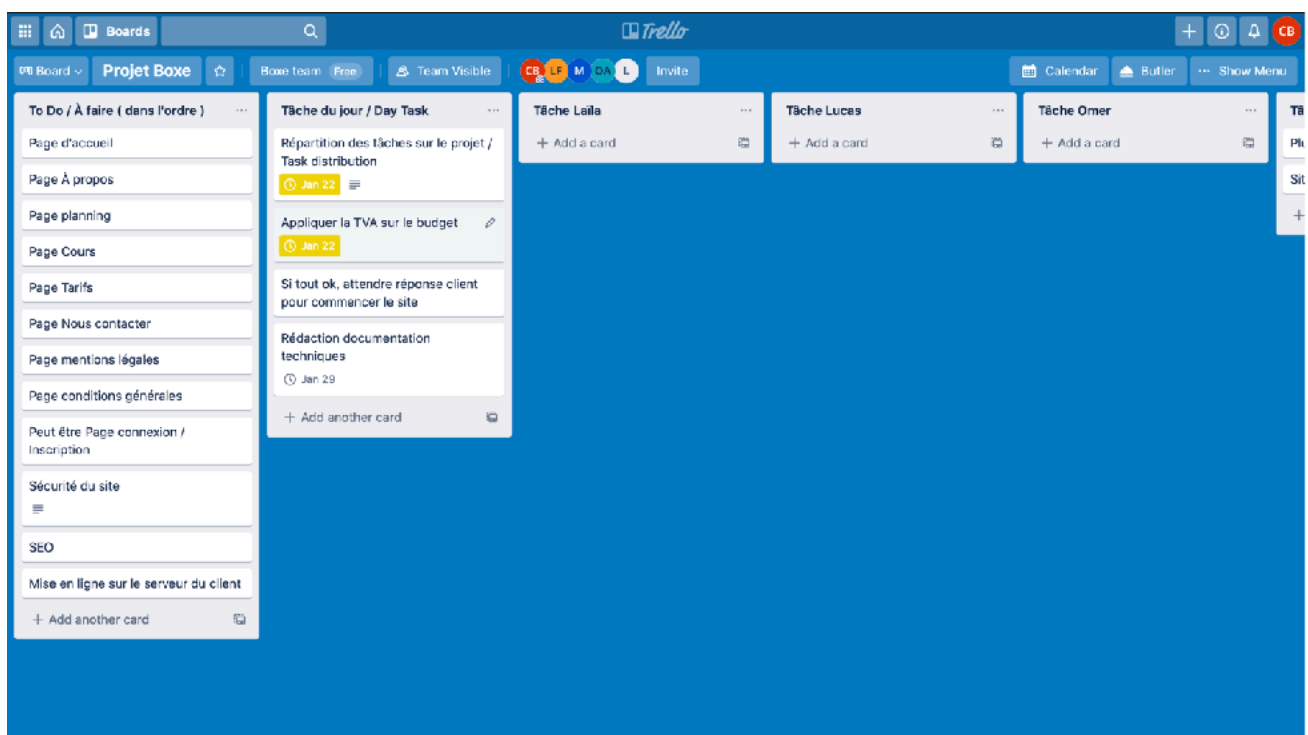 Boards
Trello
CB
Board
Projet Boxe
Boxe team Free
Team Visible
CB LF M DA L
Invite
Calendar
Butler
Show Menu
To Do / À faire ( dans l'ordre )
Page d'accueil
Page À propos
Page planning
Page Cours
Page Tarifs
Page Nous contacter
Page mentions légales
Page conditions générales
Peut être Page connexion /
Inscription
Sécurité du site
SEO
Mise en ligne sur le serveur du client
+ Add another card
Tâche du jour / Day Task
Répartition des tâches sur le projet /
Task distribution
Jan 22
Appliquer la TVA sur le budget
Jan 22
Si tout ok, attendre réponse client
pour commencer le site
Rédaction documentation
techniques
Jan 29
+ Add another card
Tâche Laïla
+ Add a card
Tâche Lucas
+ Add a card
Tâche Omer
+ Add a card
Tâ
Plu
Sit
+